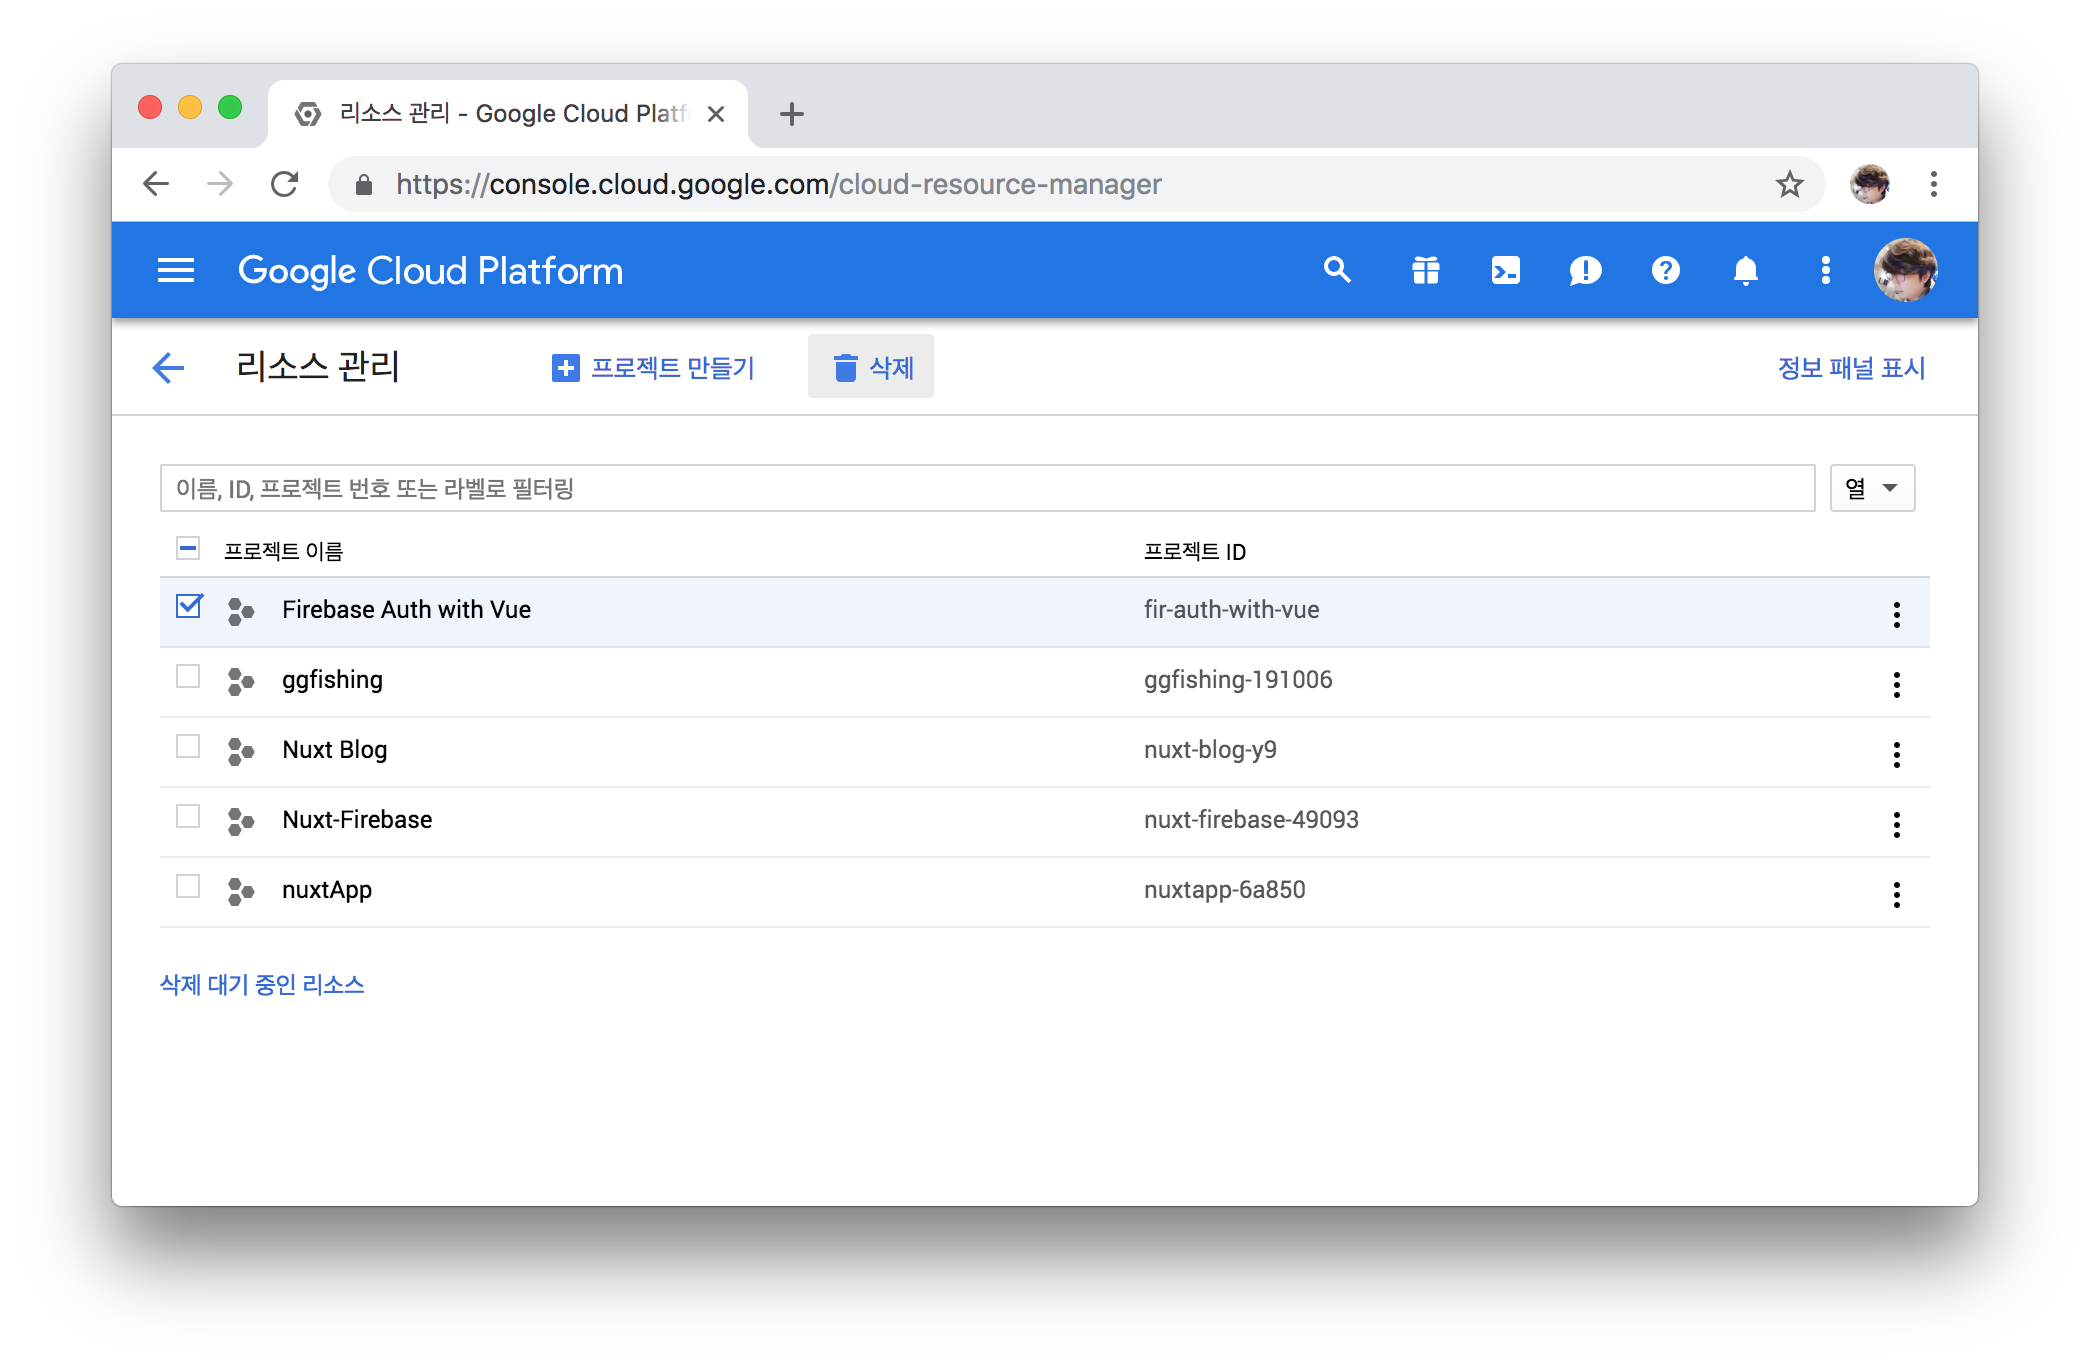 리소스 관리 - Google Cloud Platf
https://console.cloud.google.com/cloud-resource-manager
Google Cloud Platform
리소스 관리
프로젝트 만들기
삭제
정보 패널 표시
이름, ID, 프로젝트 번호 또는 라벨로 필터링
열
프로젝트 이름 프로젝트 ID
Firebase Auth with Vue fir-auth-with-vue
ggfishing ggfishing-191006
Nuxt Blog nuxt-blog-y9
Nuxt-Firebase nuxt-firebase-49093
nuxtApp nuxtapp-6a850
삭제 대기 중인 리소스